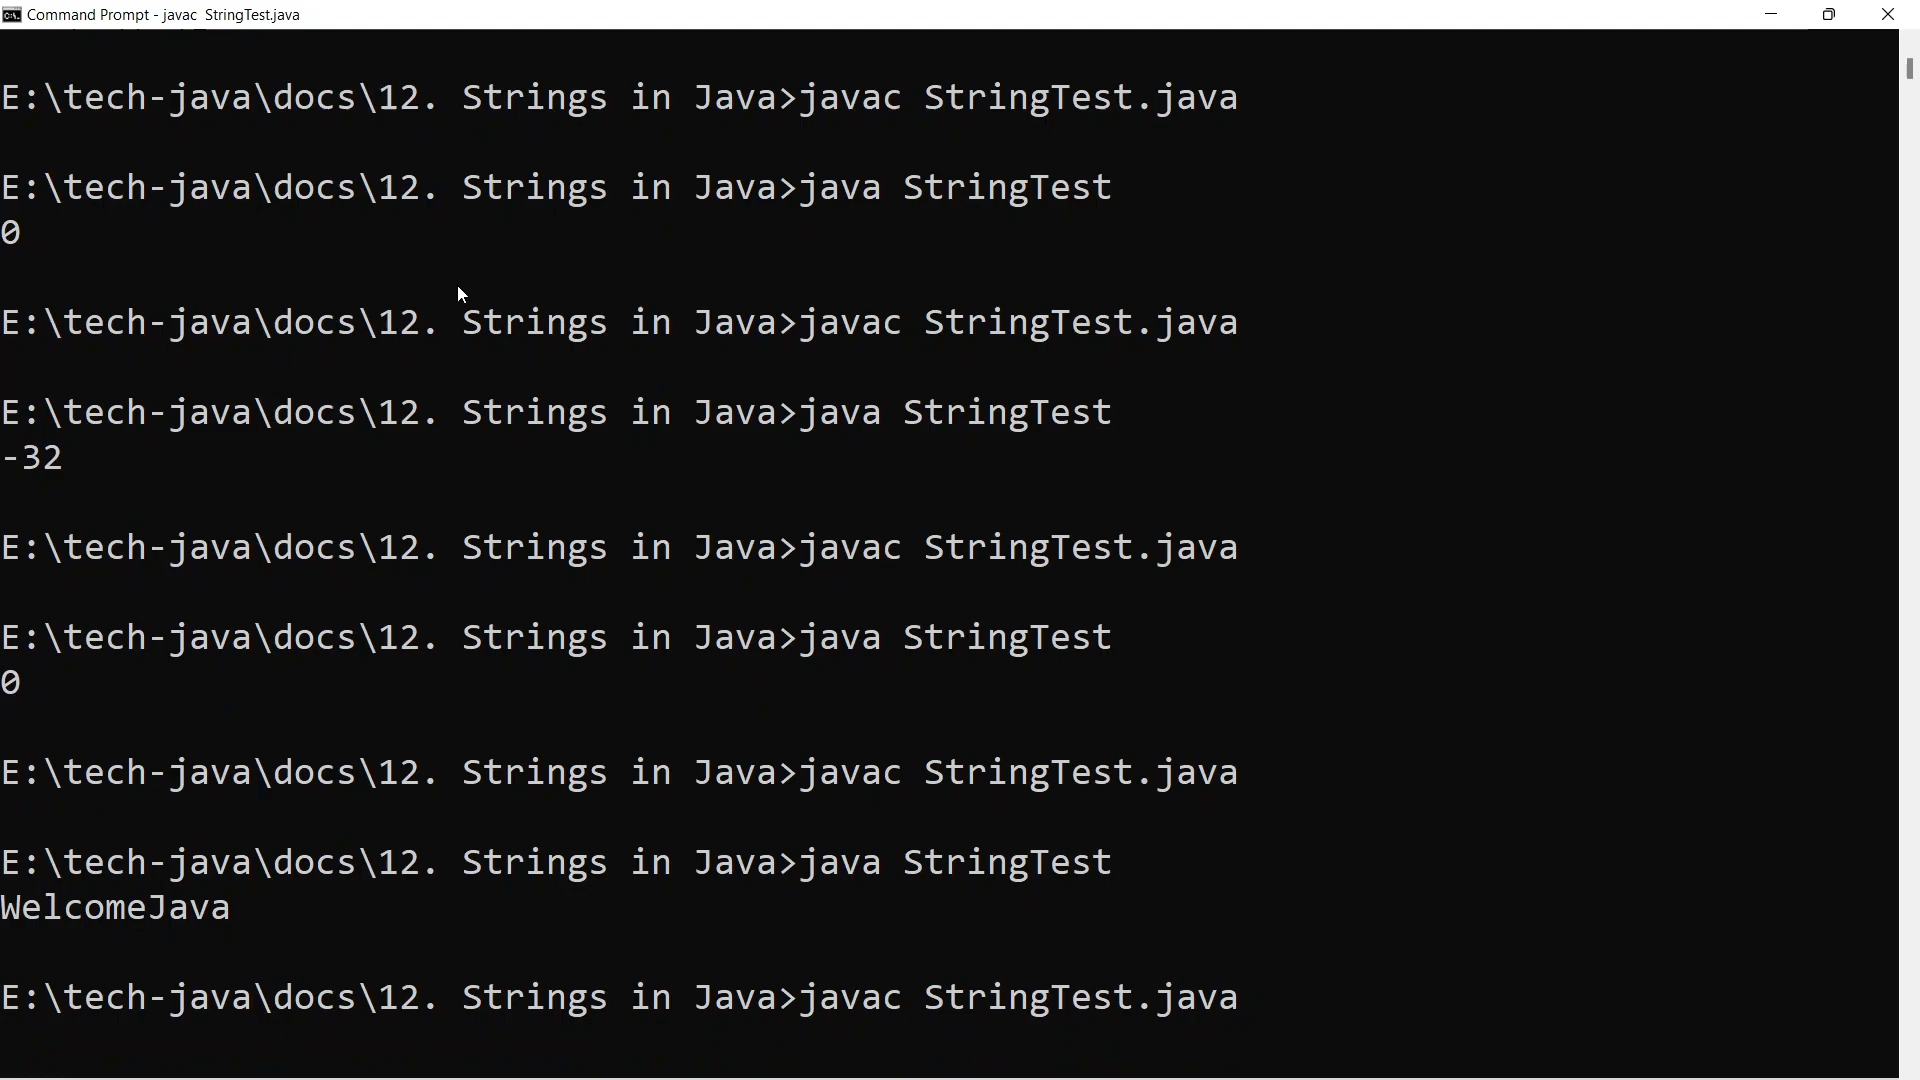 Command Prompt - javac  StringTest.java
E:\tech-java\docs\12. Strings in Java>javac StringTest.java
E:\tech-java\docs\12. Strings in Java>java StringTest
0
E:\tech-java\docs\12. Strings in Java>javac StringTest.java
E:\tech-java\docs\12. Strings in Java>java StringTest
-32
E:\tech-java\docs\12. Strings in Java>javac StringTest.java
E:\tech-java\docs\12. Strings in Java>java StringTest
0
E:\tech-java\docs\12. Strings in Java>javac StringTest.java
E:\tech-java\docs\12. Strings in Java>java StringTest
WelcomeJava
E:\tech-java\docs\12. Strings in Java>javac StringTest.java